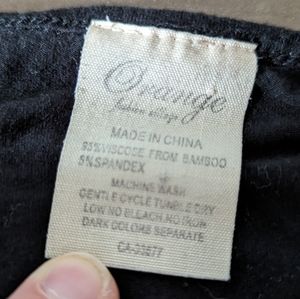 Orange
fashion village
MADE IN CHINA
95%VISCOSE FROM BAMBOO
5%SPANDEX
MACHINE WASH
GENTLE CYCLE TUMBLE DRY
LOW NO BLEACH.NO IRON
DARK COLORS SEPARATE
CA-33677